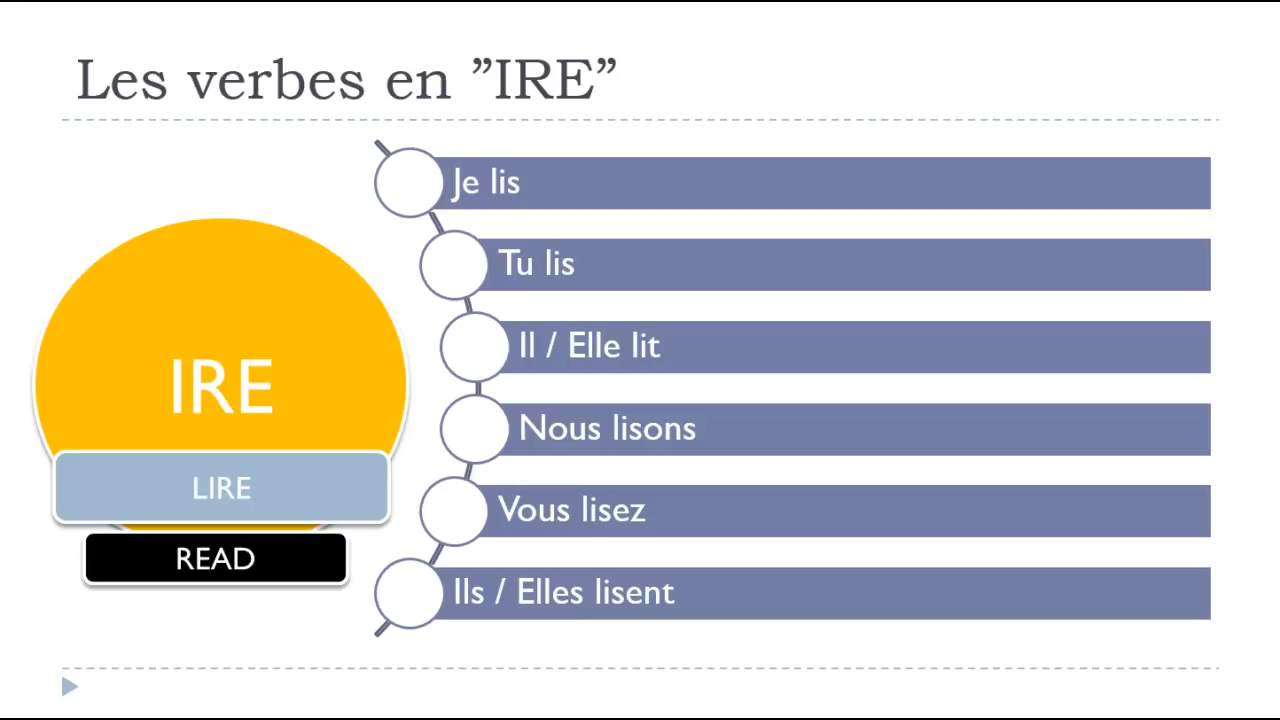 Les verbes en ”IRE”
IRE
LIRE
READ
Je lis
Tu lis
Il / Elle lit
Nous lisons
Vous lisez
Ils / Elles lisent